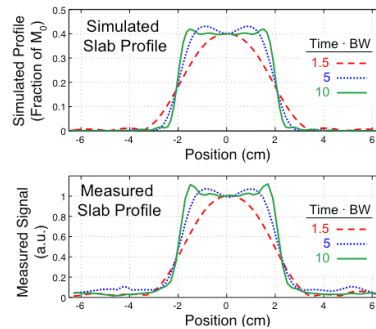 0.5
0.4
0.3
0.2
0.1
0
Simulated Profile
(Fraction of M₀)
Simulated
Slab Profile
Time · BW
1.5
5
10
-6 -4 -2 0 2 4 6
Position (cm)
1
0.8
0.6
0.4
0.2
0
Measured Signal
(a.u.)
Measured
Slab Profile
Time · BW
1.5
5
10
-6 -4 -2 0 2 4 6
Position (cm)